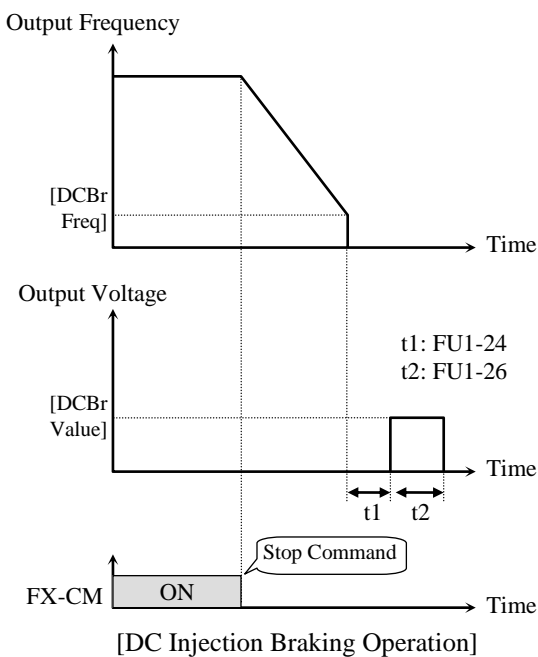 Output Frequency
[DCBr
Freq]
Time
Output Voltage
t1: FU1-24
t2: FU1-26
[DCBr
Value]
Time
t1
t2
Stop Command
FX-CM
ON
Time
[DC Injection Braking Operation]